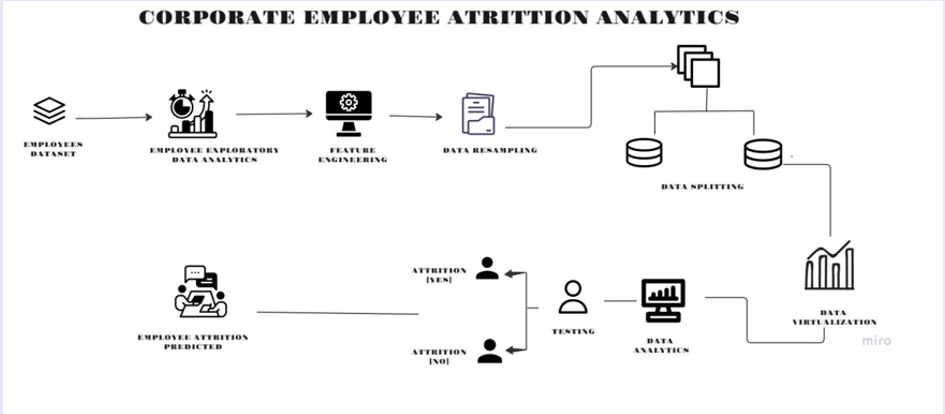 CORPORATE EMPLOYEE ATRITTION ANALYTICS
EMPLOYEES
DATASET
EMPLOYEE EXPLORATORY
DATA ANALYTICS
FEATURE
ENGINEERING
DATA RESAMPLING
DATA SPLITTING
DATA
VIRTUALIZATION
miro
DATA
ANALYTICS
TESTING
ATTRITION
[YES]
ATTRITION
[NO]
EMPLOYEE ATTRITION
PREDICTED